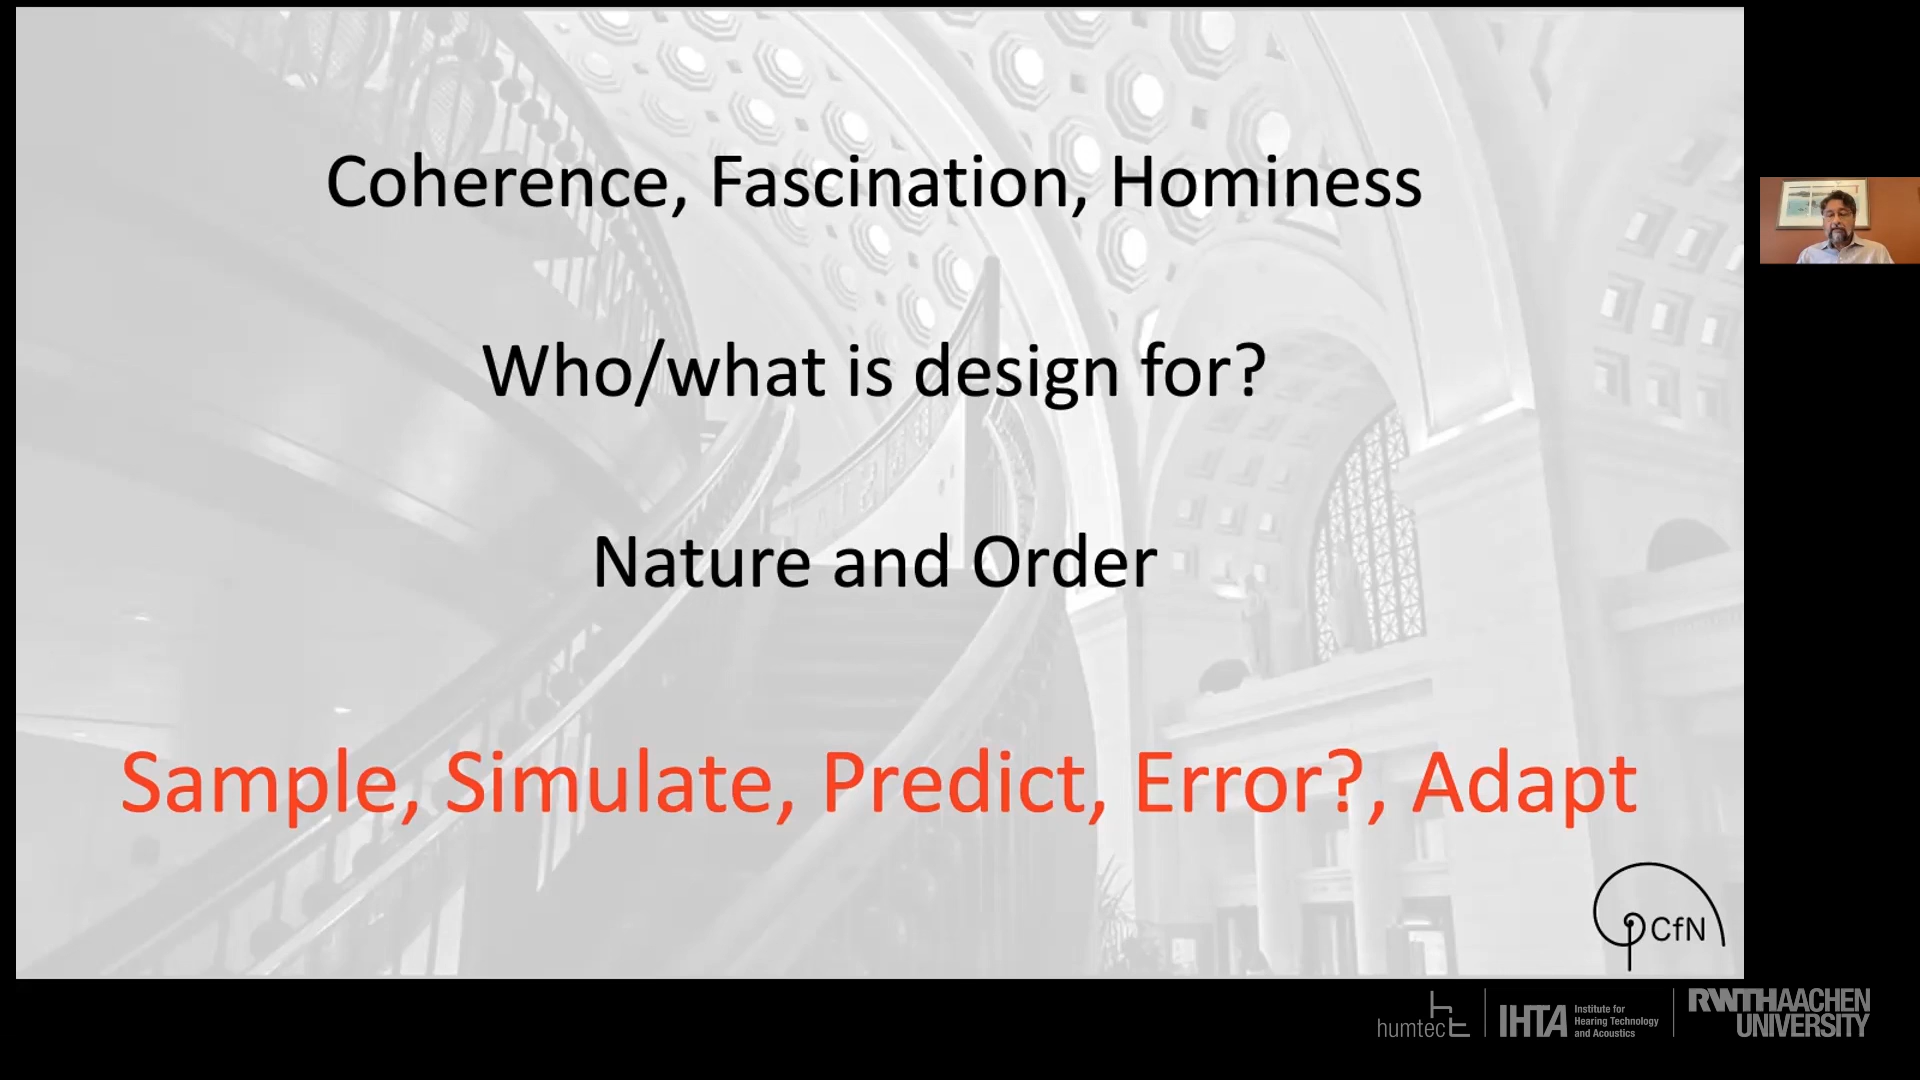 Coherence, Fascination, Hominess
Who/what is design for?
Nature and Order
Sample, Simulate, Predict, Error?, Adapt
CfN
humtec
IHTA
Institute for
Hearing Technology
and Acoustics
RWTHAACHEN
UNIVERSITY